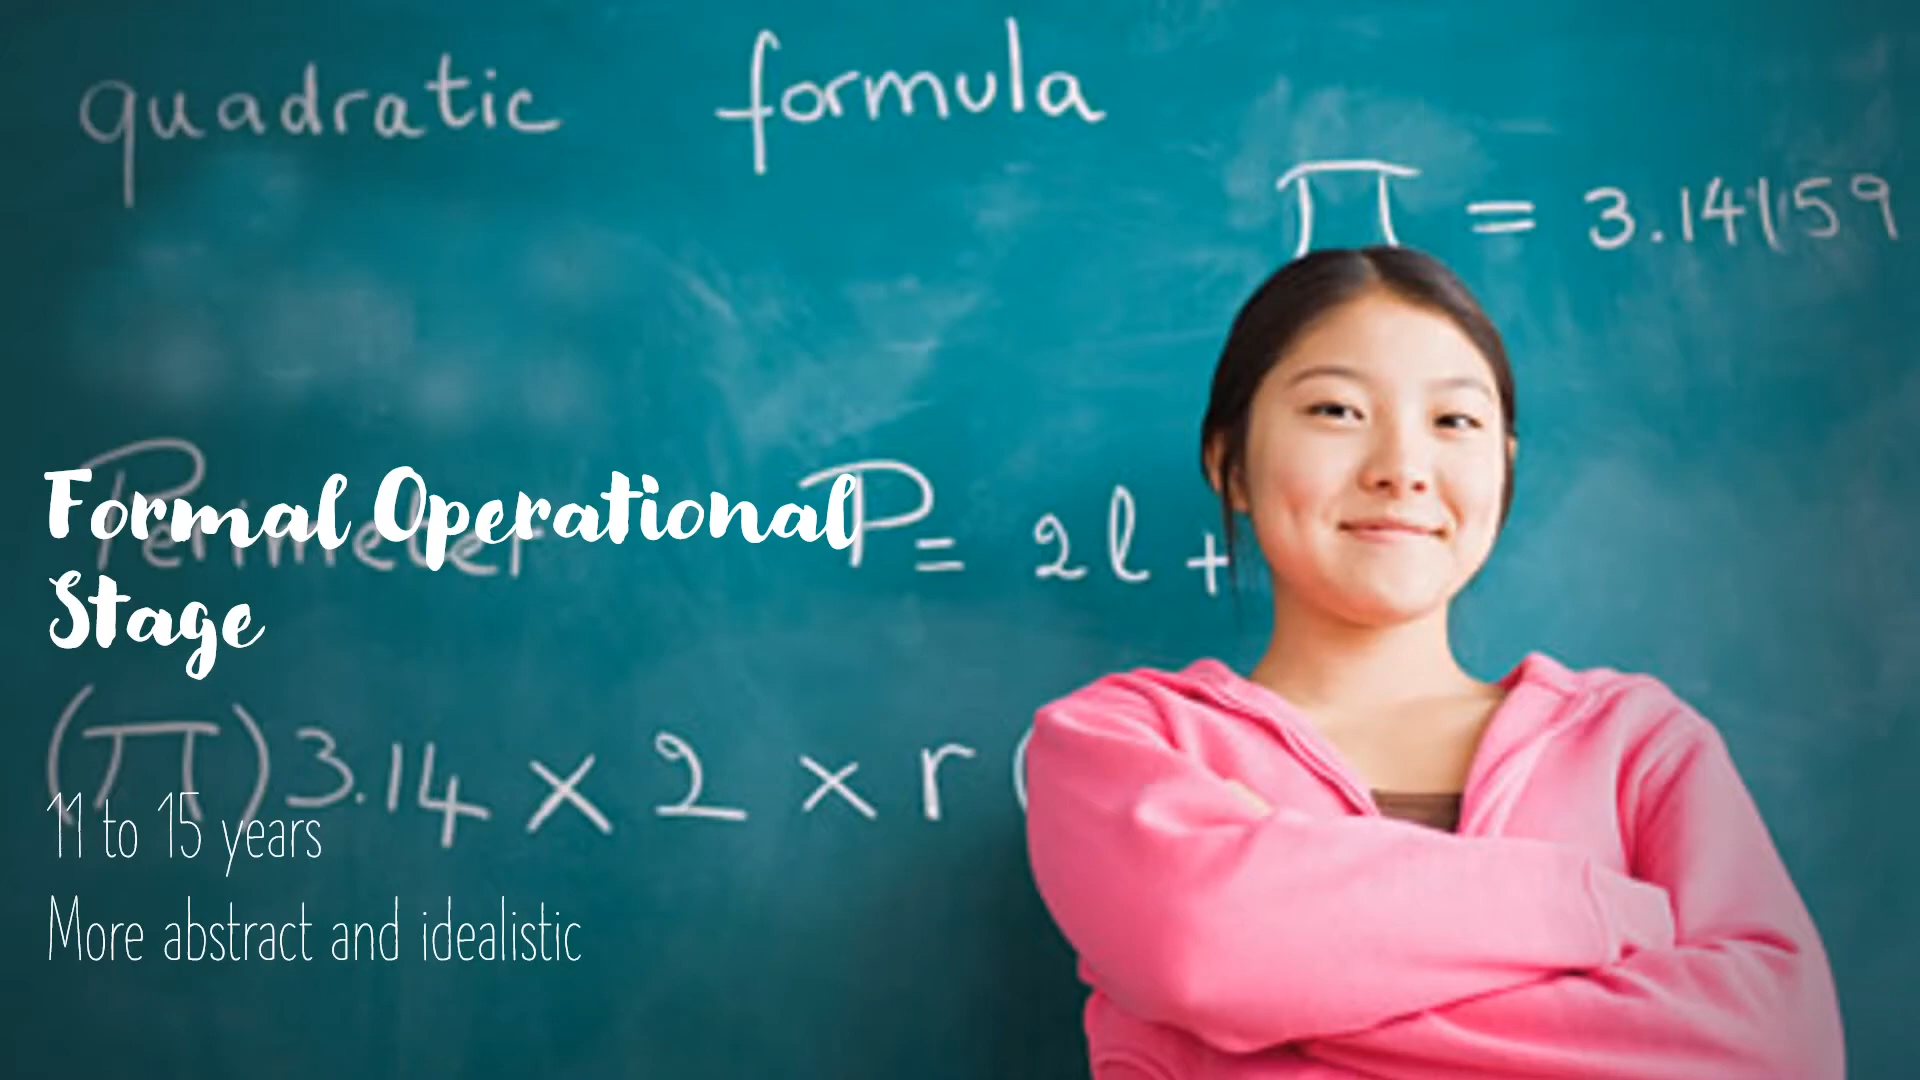 quadratic formula
π = 3.14159
Perimeter P = 2l +
Formal Operational
Stage
(π) 3.14 x 2 x r (
11 to 15 years
More abstract and idealistic